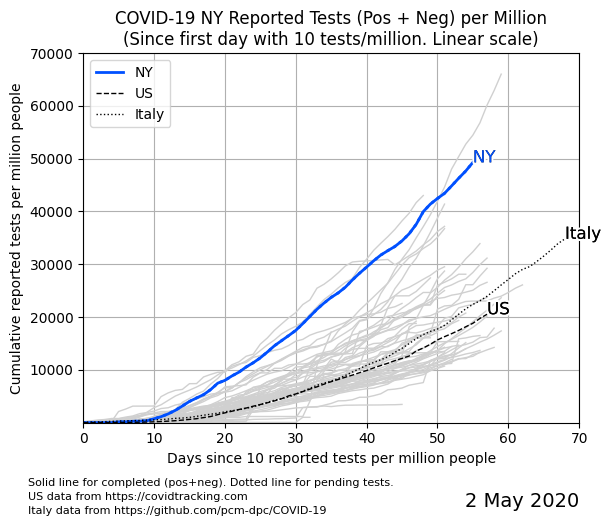 COVID-19 NY Reported Tests (Pos + Neg) per Million
(Since first day with 10 tests/million. Linear scale)
70000
60000
50000
40000
30000
20000
10000
Cumulative reported tests per million people
NY
US
Italy
NY
Italy
US
0 10 20 30 40 50 60 70
Days since 10 reported tests per million people
Solid line for completed (pos+neg). Dotted line for pending tests.
US data from https://covidtracking.com
Italy data from https://github.com/pcm-dpc/COVID-19
2 May 2020